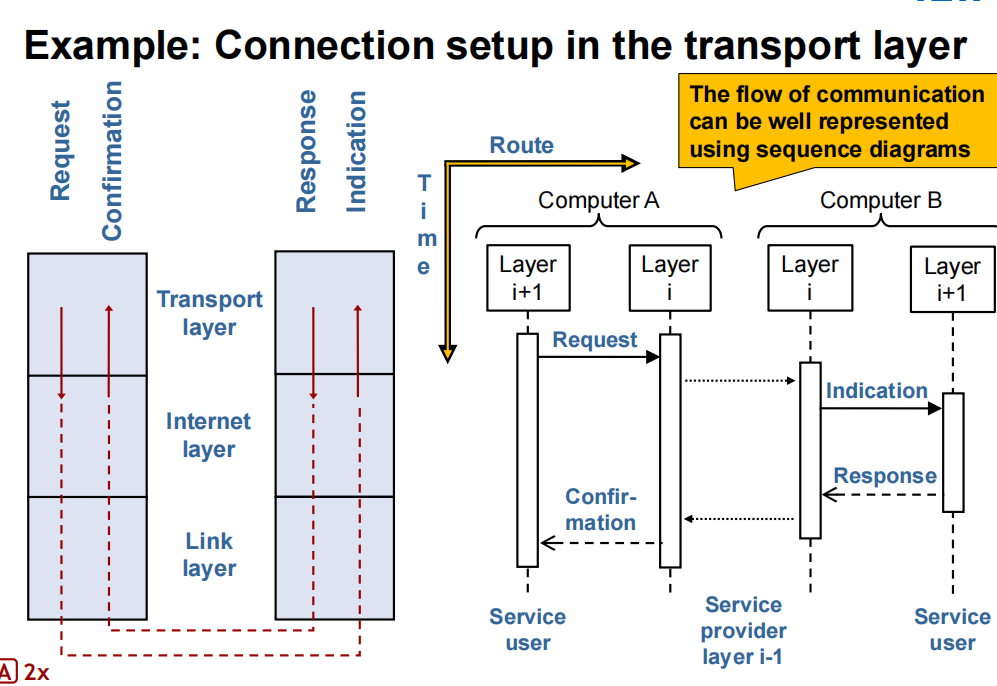 Example: Connection setup in the transport layer
The flow of communication
can be well represented
using sequence diagrams
Request
Confirmation
Response
Indication
Route
Time
Computer A
Computer B
Layer
i+1
Layer
i
Layer
i
Layer
i+1
Transport
layer
Internet
layer
Link
layer
Request
Indication
Response
Confir-
mation
Service
user
Service
provider
layer i-1
Service
user
A 2x